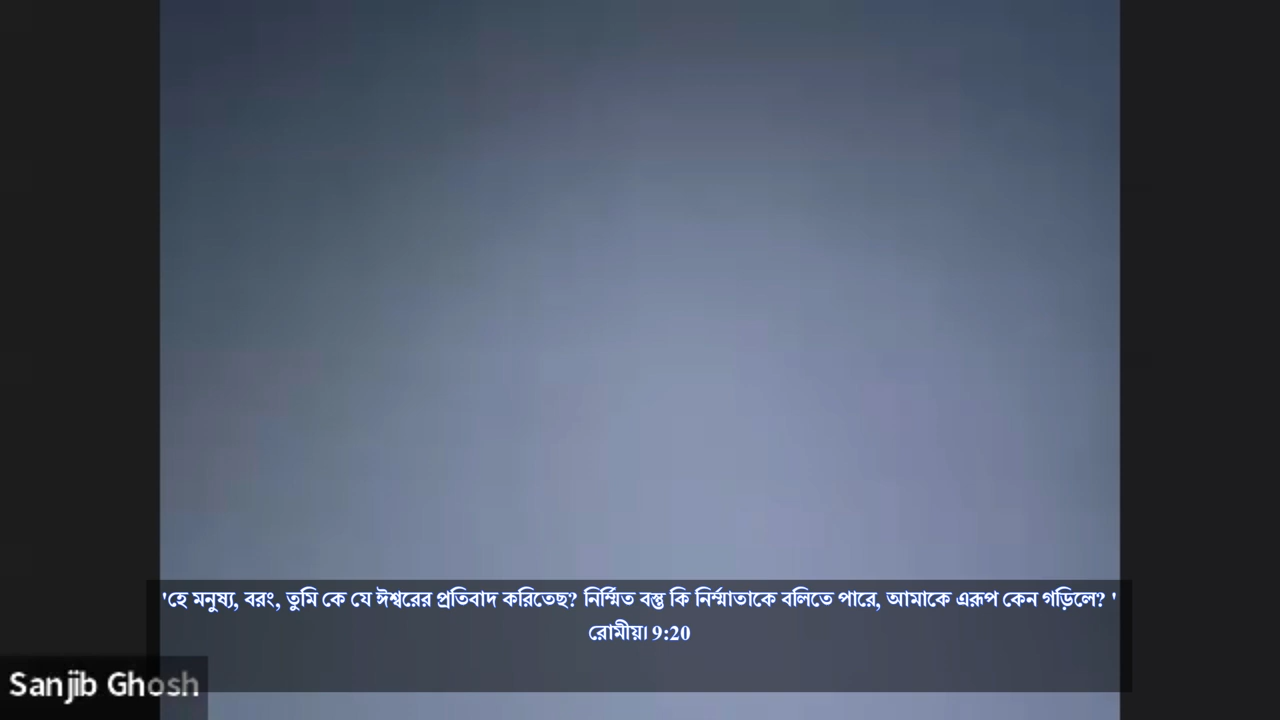 'হে মনুষ্য, বরং, তুমি কে যে ঈশ্বরের প্রতিবাদ করিতেছ? নির্ম্মিত বস্তু কি নির্ম্মাতাকে বলিতে পারে, আমাকে এরূপ কেন গড়িলে? '
রোমীয়। 9:20
Sanjib Ghosh